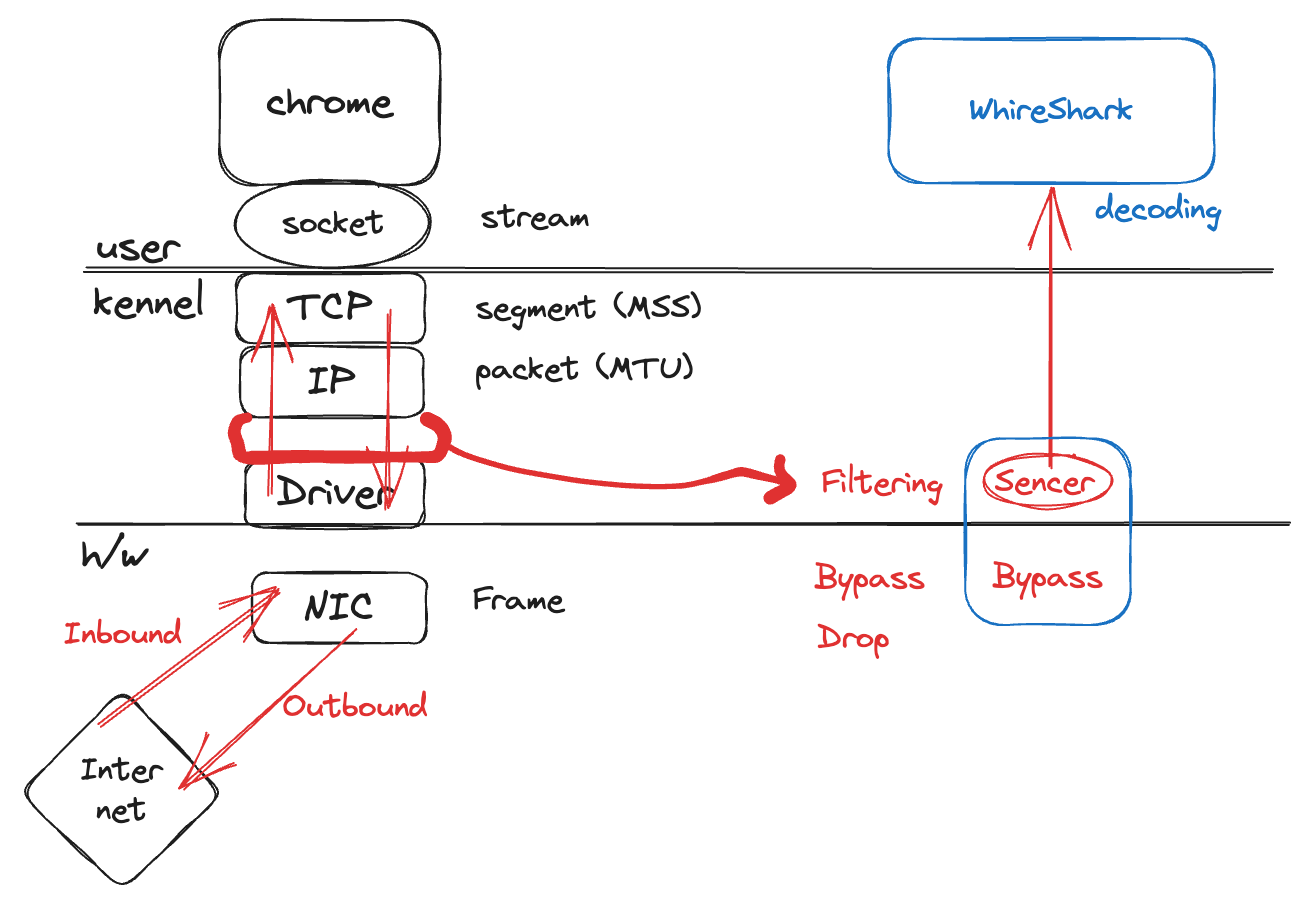 chrome
WhireShark
socket
stream
decoding
user
kennel
TCP
segment (MSS)
IP
packet (MTU)
Driver
Filtering
Sencer
h/w
NIC
Frame
Bypass
Bypass
Inbound
Drop
Outbound
Inter
net